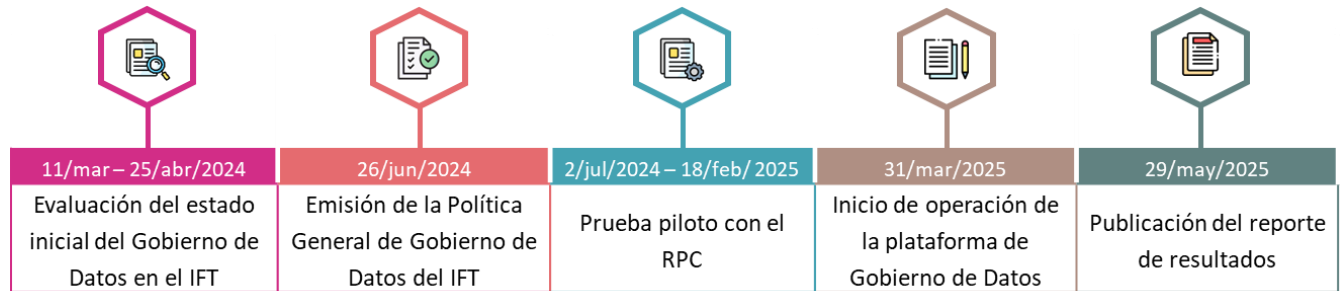 11/mar – 25/abr/2024
Evaluación del estado
inicial del Gobierno de
Datos en el IFT
26/jun/2024
Emisión de la Política
General de Gobierno de
Datos del IFT
2/jul/2024 – 18/feb/ 2025
Prueba piloto con el
RPC
31/mar/2025
Inicio de operación de
la plataforma de
Gobierno de Datos
29/may/2025
Publicación del reporte
de resultados